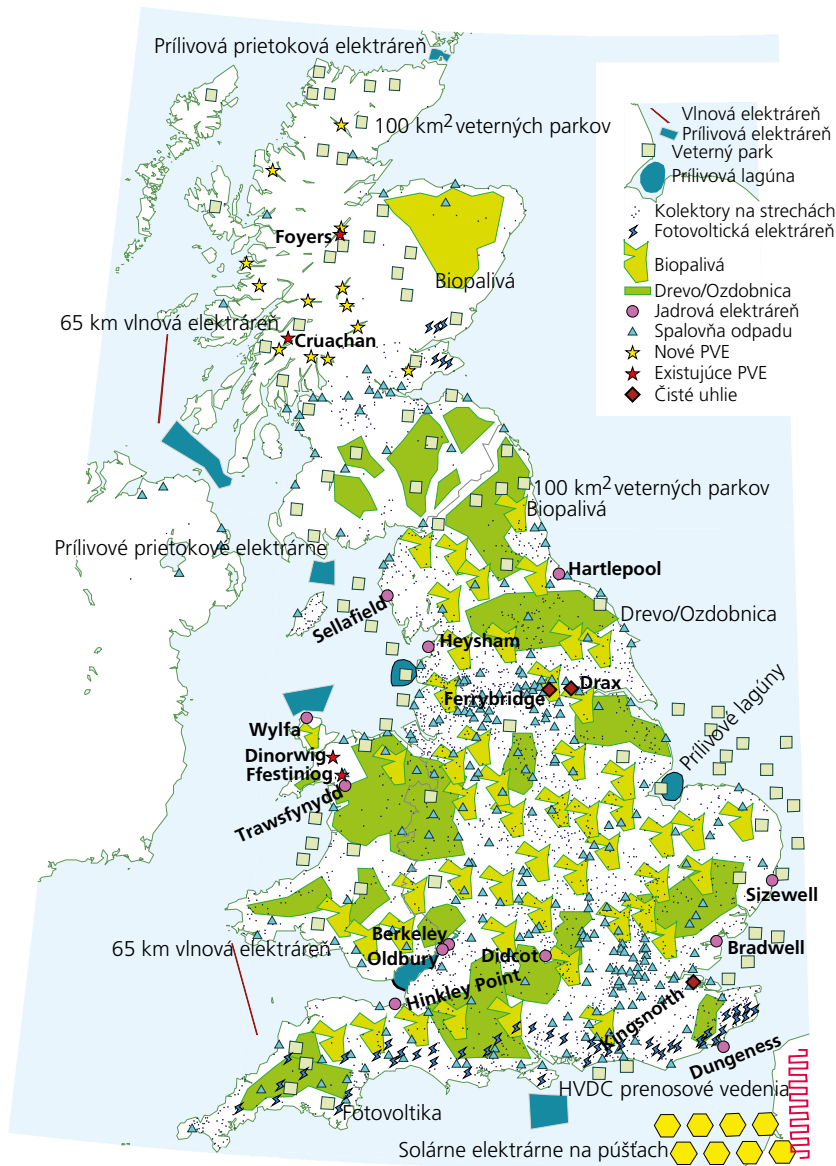 Prílivová prietoková elektráreň
100 km² veterných parkov
Foyers
Biopalivá
65 km vlnová elektráreň
Cruachan
Vlnová elektráreň
Prílivová elektráreň
Veterný park
Prílivová lagúna
Kolektory na strechách
Fotovoltická elektráreň
Biopalivá
Drevo/Ozdobnica
Jadrová elektráreň
Spalovňa odpadu
Nové PVE
Existujúce PVE
Čisté uhlie
100 km² veterných parkov
Biopalivá
Prílivové prietokové elektrárne
Hartlepool
Sellafield
Drevo/Ozdobnica
Heysham
Ferrybridge
Drax
Prílivové lagúny
Wylfa
Dinorwig
Ffestiniog
Trawsfynydd
Sizewell
65 km vlnová elektráreň
Berkeley
Oldbury
Didcot
Bradwell
Hinkley Point
Kingsnorth
Dungeness
HVDC prenosové vedenia
Fotovoltika
Solárne elektrárne na púšťach